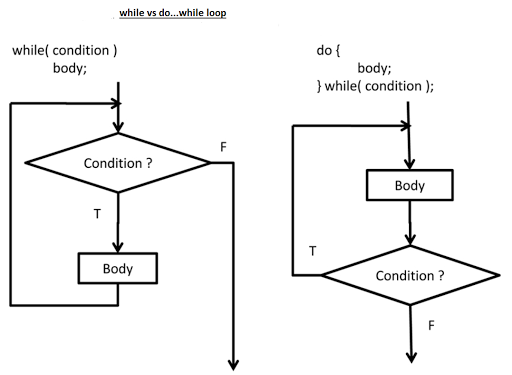 while vs do...while loop
while( condition )
body;
F
Condition ?
T
Body
do {
body;
} while( condition );
Body
T
Condition ?
F